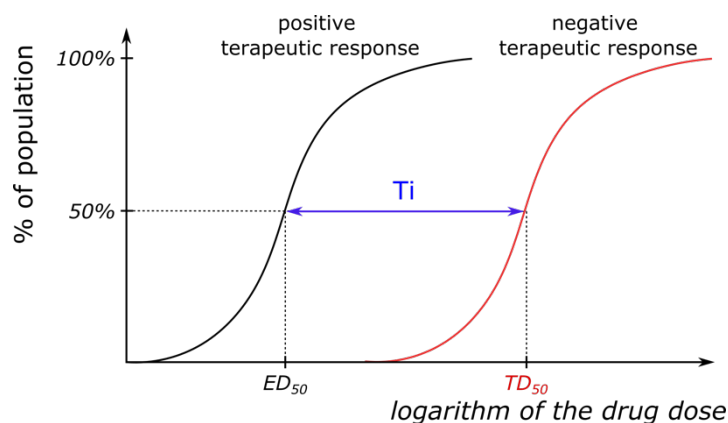 positive
terapeutic response
negative
terapeutic response
100%
% of population
Ti
50%
ED50
TD50
logarithm of the drug dose